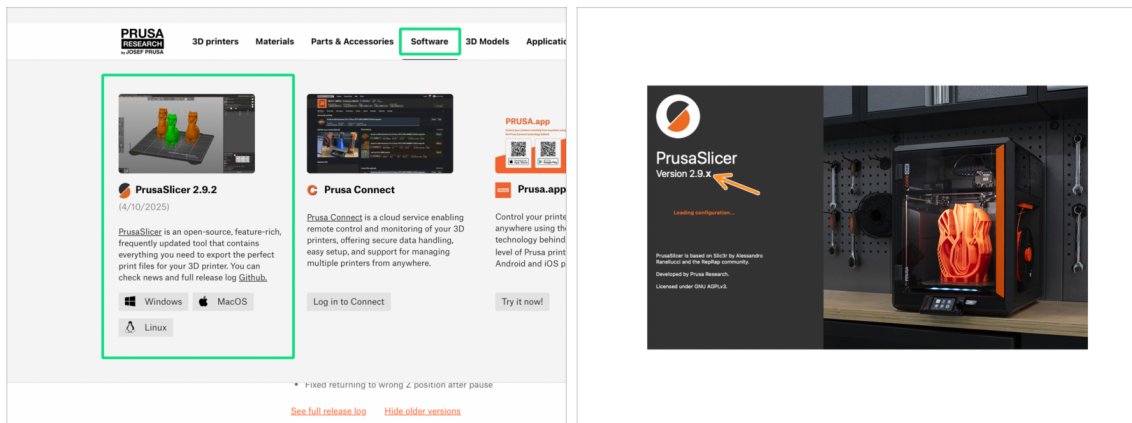 PRUSA
RESEARCH
by JOSEF PRUSA
3D printers Materials Parts & Accessories Software 3D Models Applicatio
PrusaSlicer 2.9.2
(4/10/2025)
PrusaSlicer is an open-source, feature-rich,
frequently updated tool that contains
everything you need to export the perfect
print files for your 3D printer. You can
check news and full release log Github.
Windows
MacOS
Linux
Prusa Connect
Prusa Connect is a cloud service enabling
remote control and monitoring of your 3D
printers, offering secure data handling,
easy setup, and support for managing
multiple printers from anywhere.
Log in to Connect
PRUSA.app
Prusa.app
Control your printe
anywhere using the
technology behind
level of Prusa print
Android and iOS p
Try it now!
Fixed returning to wrong Z position after pause
See full release log Hide older versions
PrusaSlicer
Version 2.9.x
Loading configuration...
PrusaSlicer is based on Slic3r by Alessandro
Ranellucci and the RepRap community.
Developed by Prusa Research.
Licensed under GNU AGPLv3.